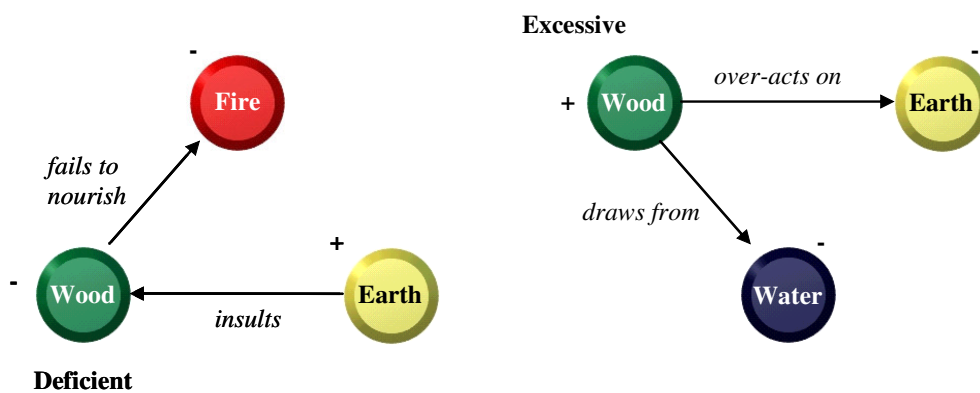 Excessive
-
Fire
+
Wood
over-acts on
-
Earth
fails to
nourish
draws from
-
Wood
+
Earth
insults
-
Water
Deficient